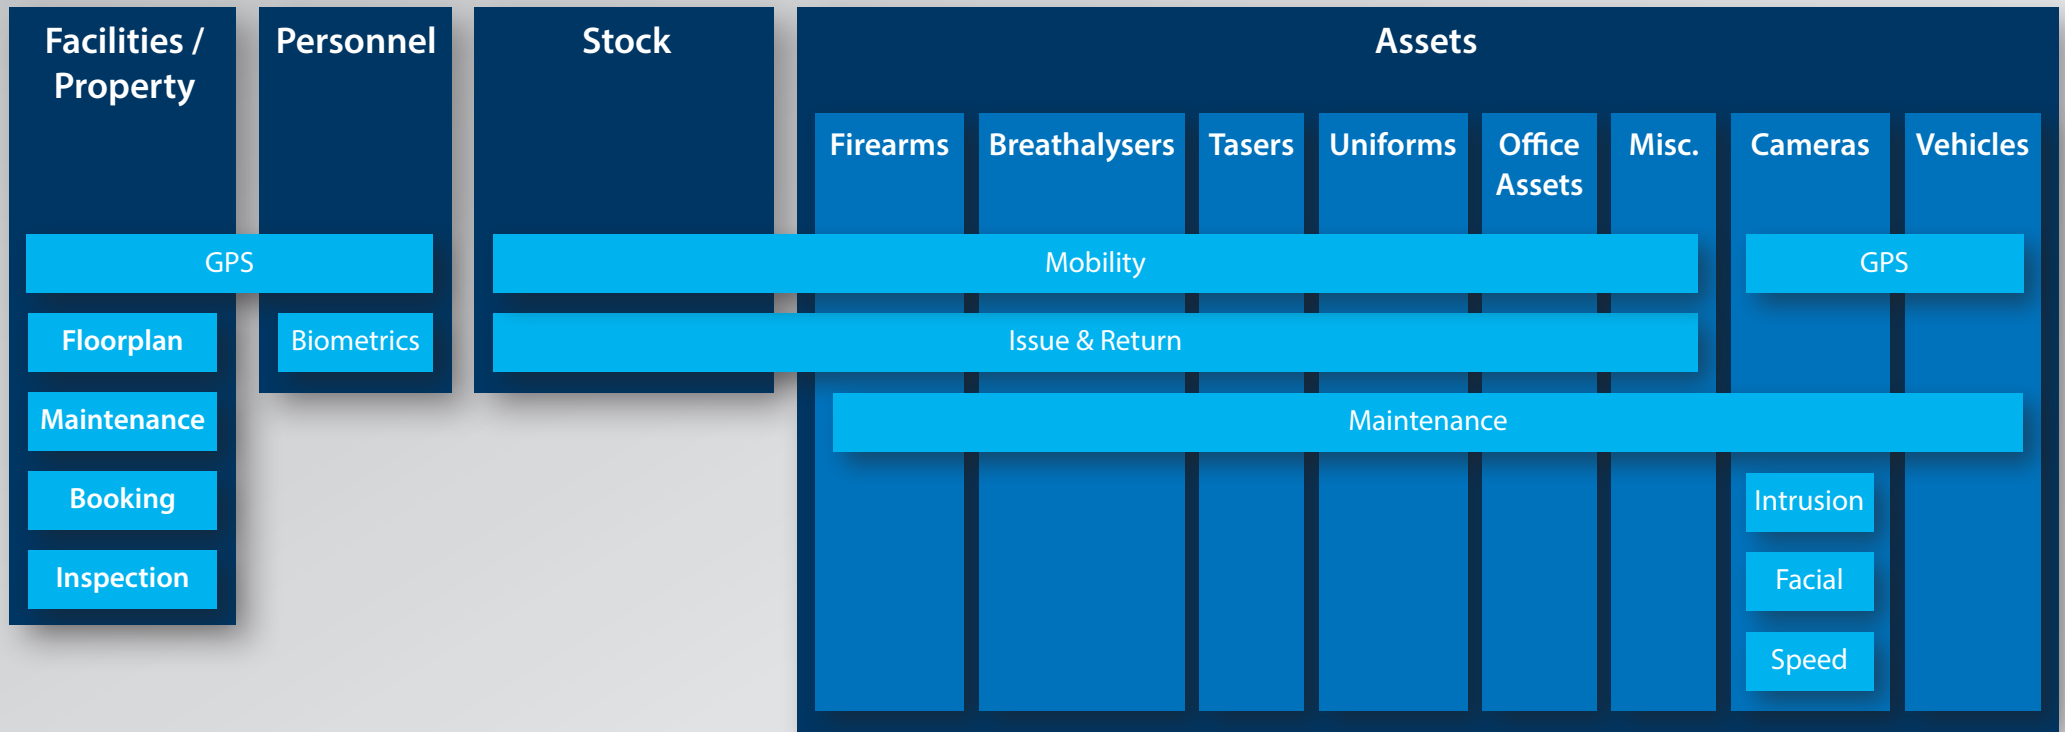 Facilities /
Property
Personnel
Stock
Assets
Firearms
Breathalysers
Tasers
Uniforms
Office
Assets
Misc.
Cameras
Vehicles
GPS
Mobility
GPS
Floorplan
Biometrics
Issue & Return
Maintenance
Maintenance
Booking
Intrusion
Inspection
Facial
Speed